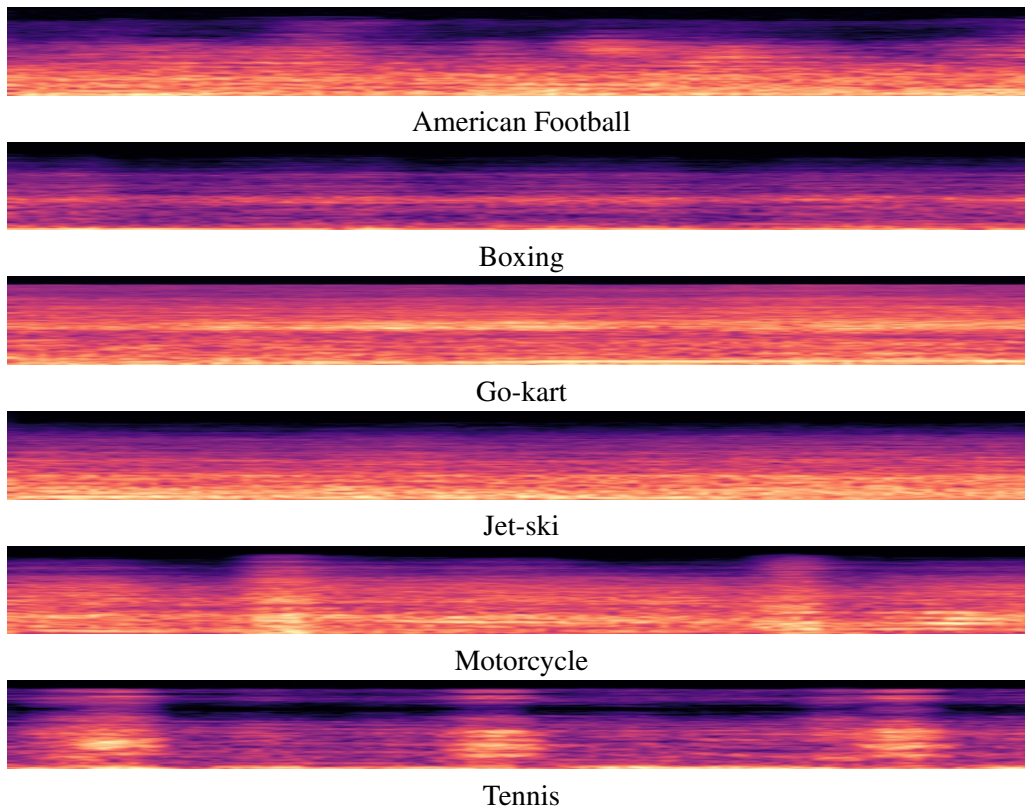 American Football
Boxing
Go-kart
Jet-ski
Motorcycle
Tennis